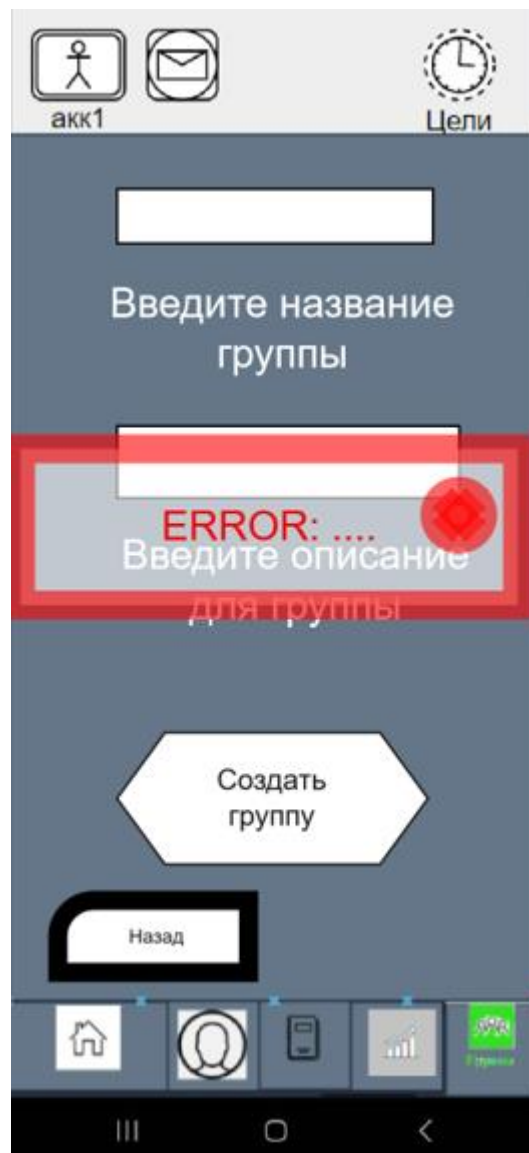 акк1
Цели
Введите название
группы
ERROR: ....
Введите описание
для группы
Создать
группу
Назад